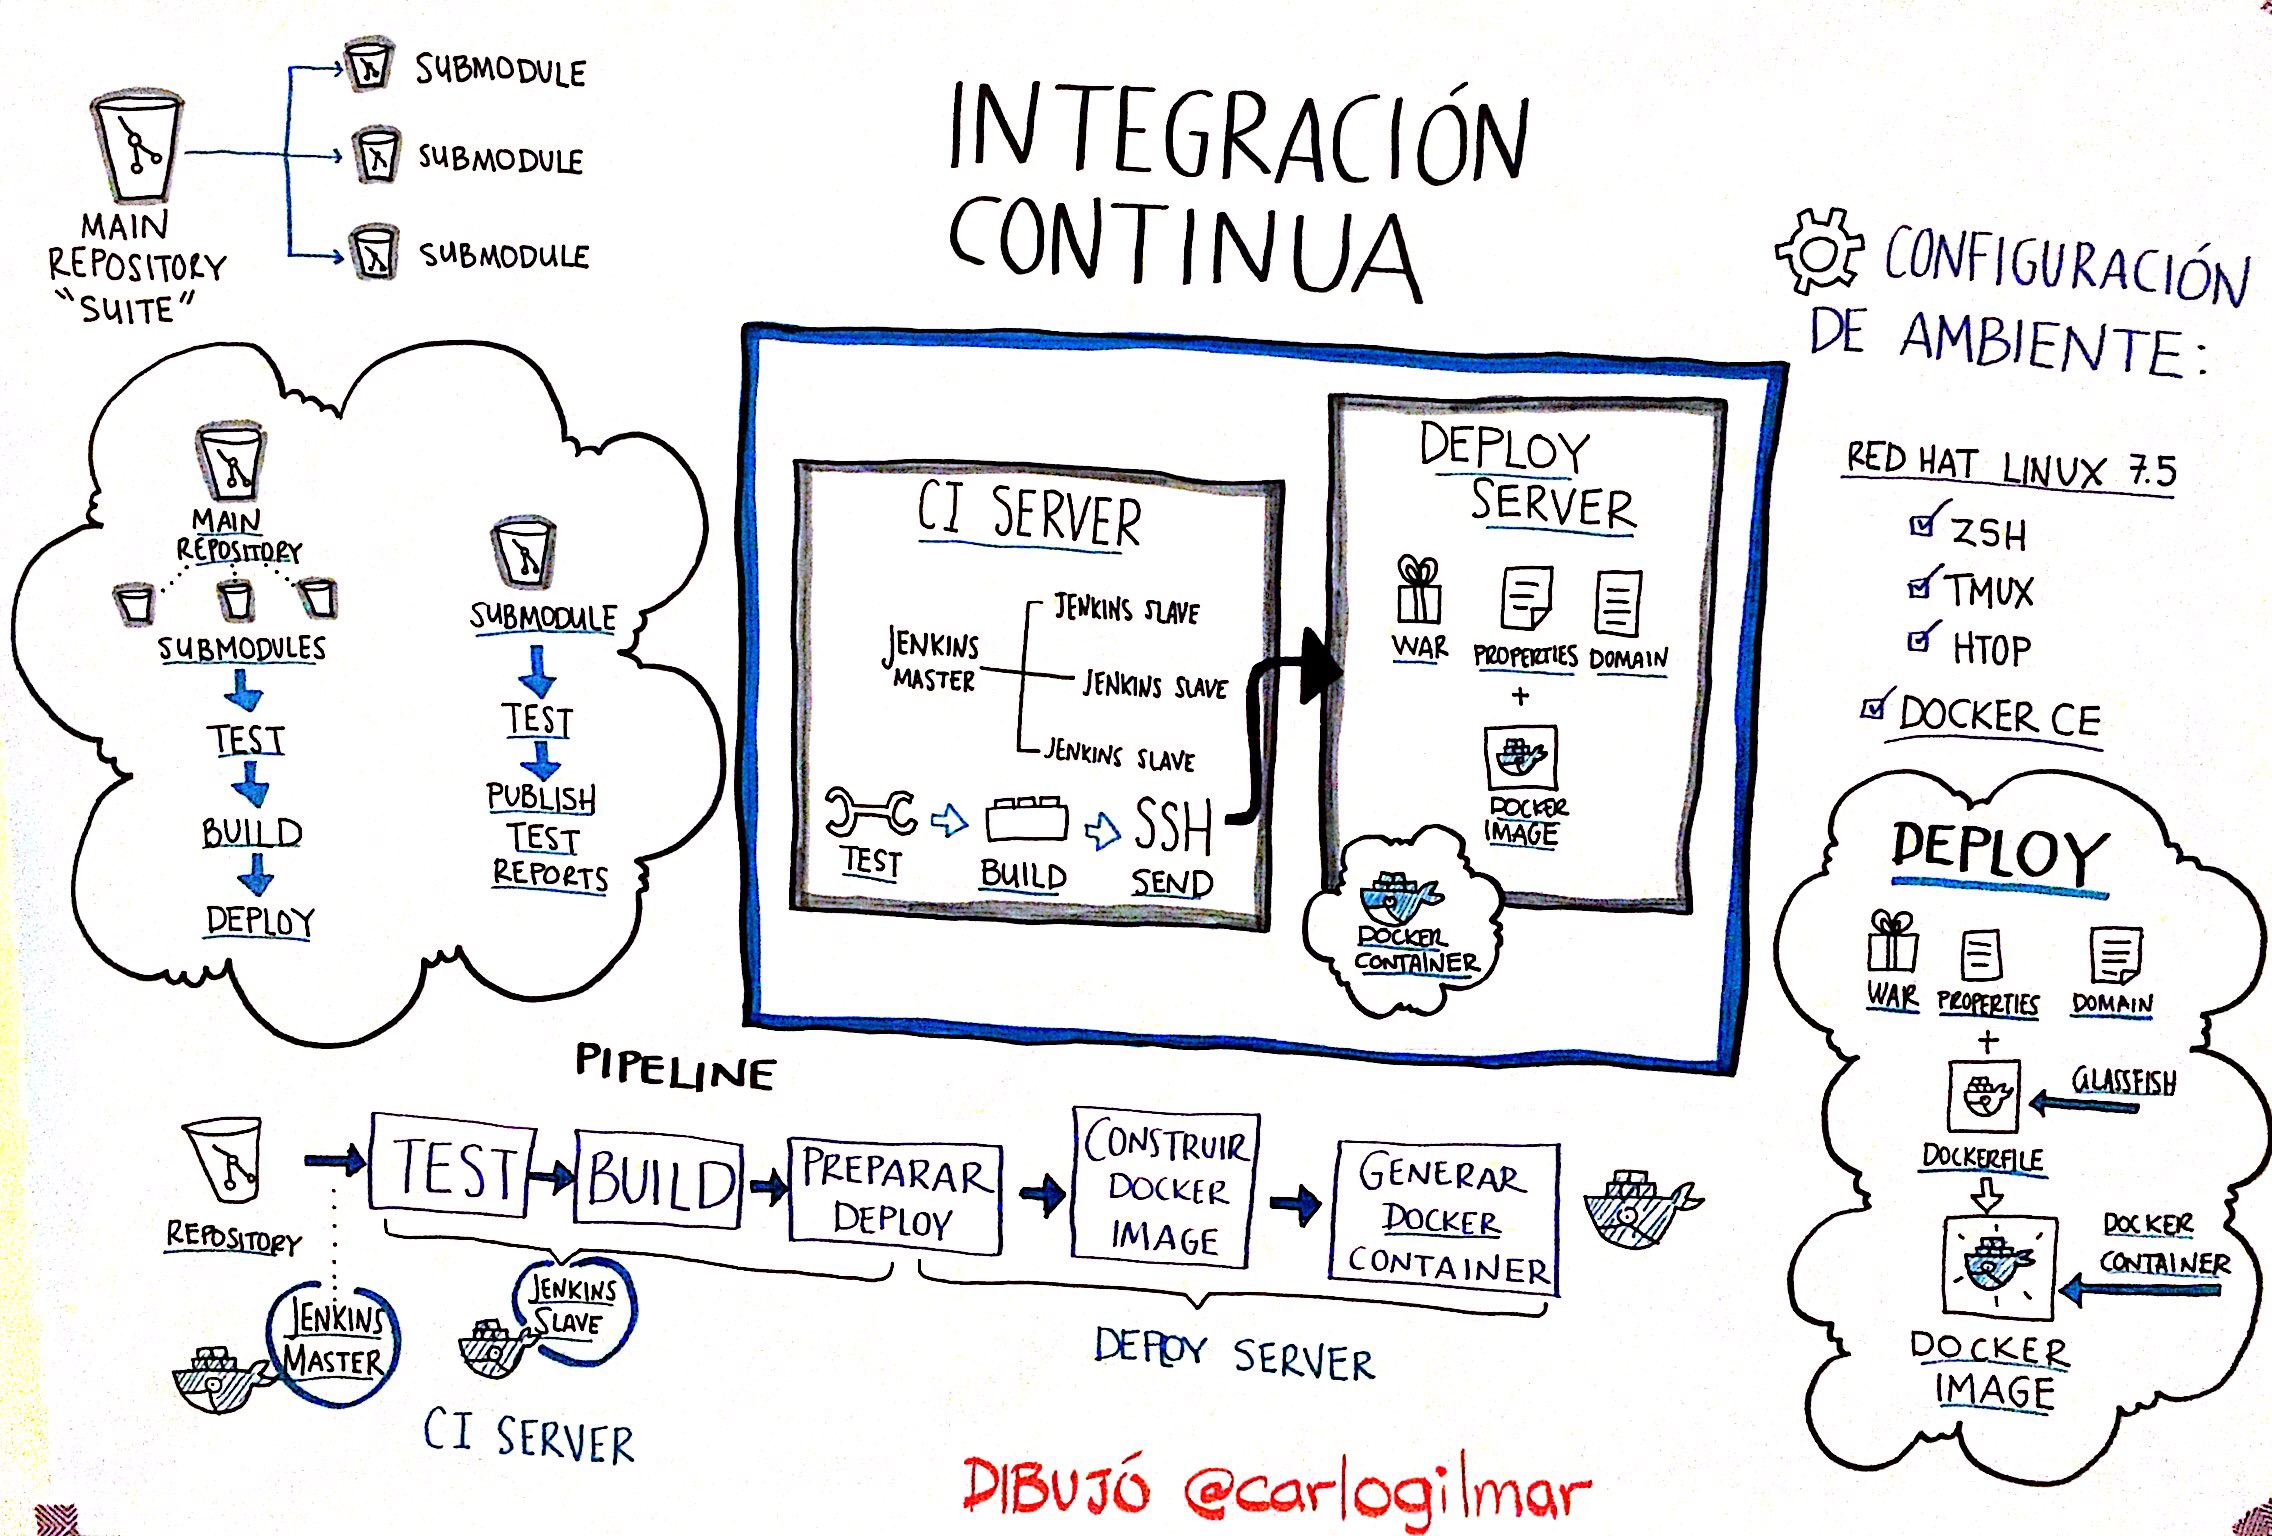 SUBMODULE
SUBMODULE
SUBMODULE
MAIN
REPOSITORY
"SUITE"
INTEGRACIÓN
CONTINUA
CONFIGURACIÓN
DE AMBIENTE:
RED HAT LINUX 7.5
ZSH
TMUX
HTOP
DOCKER CE
MAIN
REPOSITORY
SUBMODULES
TEST
BUILD
DEPLOY
SUBMODULE
TEST
PUBLISH
TEST
REPORTS
CI SERVER
JENKINS
MASTER
JENKINS SLAVE
JENKINS SLAVE
JENKINS SLAVE
TEST
BUILD
SSH
SEND
DEPLOY
SERVER
WAR
PROPERTIES
DOMAIN
+
DOCKER
IMAGE
DOCKER
CONTAINER
DEPLOY
WAR
PROPERTIES
DOMAIN
+
GLASSFISH
DOCKERFILE
DOCKER
CONTAINER
DOCKER
IMAGE
PIPELINE
REPOSITORY
TEST
BUILD
PREPARAR
DEPLOY
CONSTRUIR
DOCKER
IMAGE
GENERAR
DOCKER
CONTAINER
JENKINS
MASTER
JENKINS
SLAVE
CI SERVER
DEPLOY SERVER
DIBUJÓ @carlogilmar